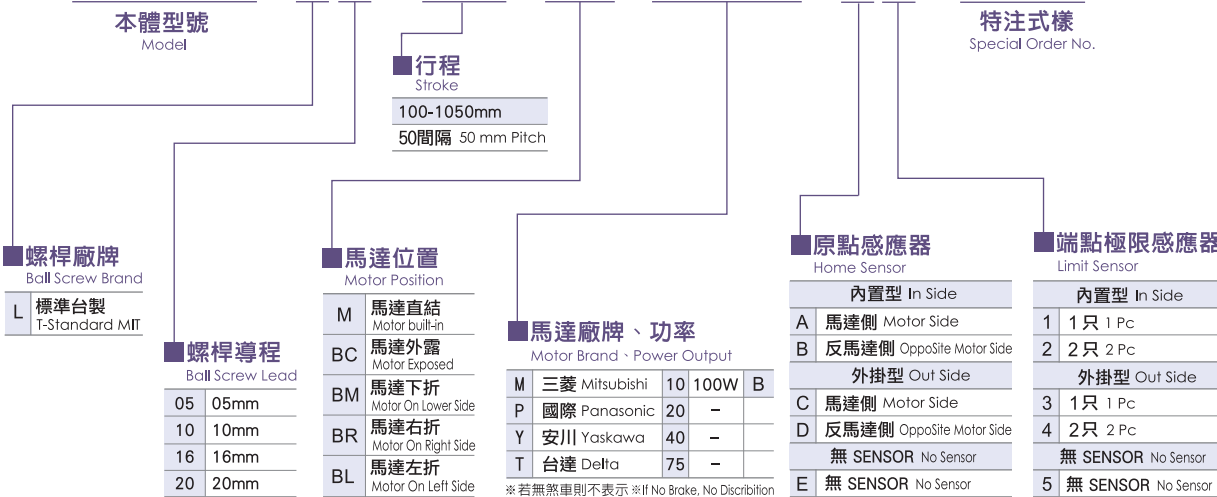 本體型號
Model
特注式樣
Special Order No.
■行程
Stroke
100-1050mm
50間隔 50 mm Pitch
■螺桿廠牌
Ball Screw Brand
L 標準台製
T-Standard MIT
■螺桿導程
Ball Screw Lead
05 05mm
10 10mm
16 16mm
20 20mm
■馬達位置
Motor Position
M 馬達直結
Motor built-in
BC 馬達外露
Motor Exposed
BM 馬達下折
Motor On Lower Side
BR 馬達右折
Motor On Right Side
BL 馬達左折
Motor On Left Side
■馬達廠牌、功率
Motor Brand、Power Output
M 三菱 Mitsubishi 10 100W B
P 國際 Panasonic 20 –
Y 安川 Yaskawa 40 –
T 台達 Delta 75 –
※若無煞車則不表示 ※If No Brake, No Discribition
■原點感應器
Home Sensor
內置型 In Side
A 馬達側 Motor Side
B 反馬達側 OppoSite Motor Side
外掛型 Out Side
C 馬達側 Motor Side
D 反馬達側 OppoSite Motor Side
無 SENSOR No Sensor
E 無 SENSOR No Sensor
■端點極限感應器
Limit Sensor
內置型 In Side
1 1只 1 Pc
2 2只 2 Pc
外掛型 Out Side
3 1只 1 Pc
4 2只 2 Pc
無 SENSOR No Sensor
5 無 SENSOR No Sensor